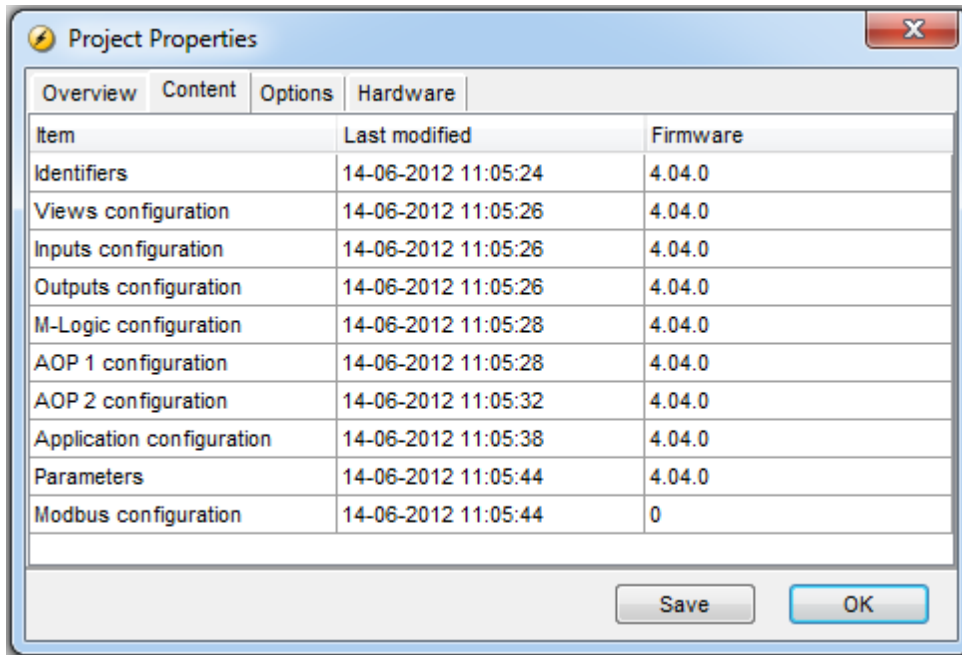 Project Properties
Overview Content Options Hardware
Item Last modified Firmware
Identifiers 14-06-2012 11:05:24 4.04.0
Views configuration 14-06-2012 11:05:26 4.04.0
Inputs configuration 14-06-2012 11:05:26 4.04.0
Outputs configuration 14-06-2012 11:05:26 4.04.0
M-Logic configuration 14-06-2012 11:05:28 4.04.0
AOP 1 configuration 14-06-2012 11:05:28 4.04.0
AOP 2 configuration 14-06-2012 11:05:32 4.04.0
Application configuration 14-06-2012 11:05:38 4.04.0
Parameters 14-06-2012 11:05:44 4.04.0
Modbus configuration 14-06-2012 11:05:44 0
Save OK